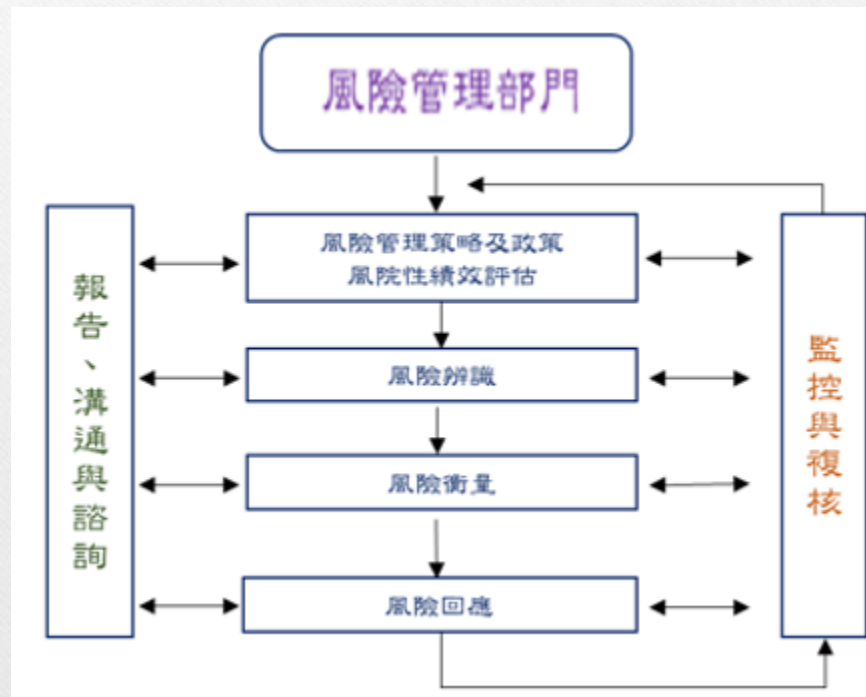 風險管理部門
風險管理策略及政策
風院性績效評估
風險辨識
風險衡量
風險回應
報告、溝通與諮詢
監控與複核